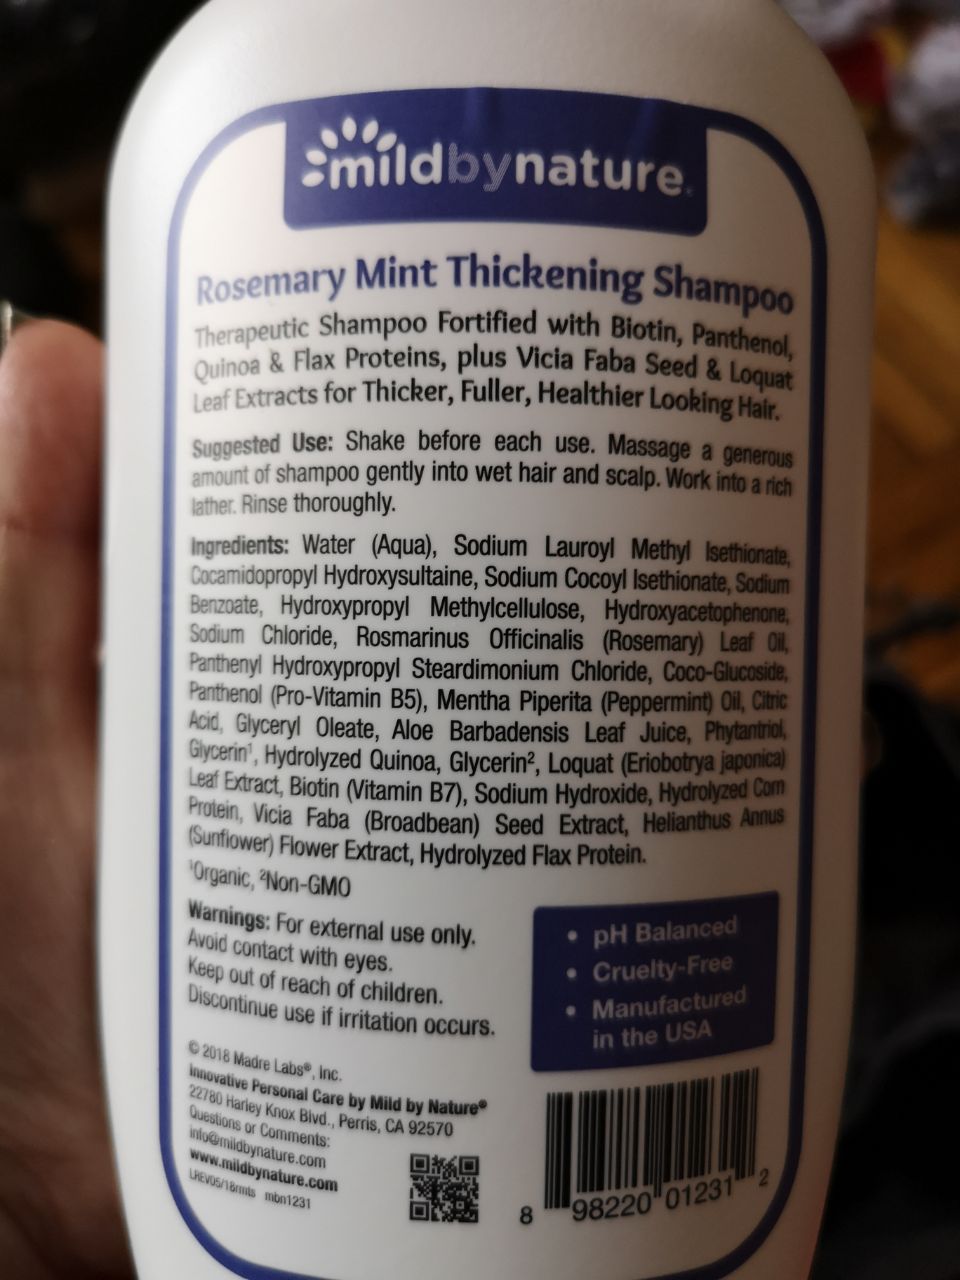 mildbynature®
Rosemary Mint Thickening Shampoo
Therapeutic Shampoo Fortified with Biotin, Panthenol,
Quinoa & Flax Proteins, plus Vicia Faba Seed & Loquat
Leaf Extracts for Thicker, Fuller, Healthier Looking Hair.
Suggested Use: Shake before each use. Massage a generous
amount of shampoo gently into wet hair and scalp. Work into a rich
lather. Rinse thoroughly.
Ingredients: Water (Aqua), Sodium Lauroyl Methyl Isethionate,
Cocamidopropyl Hydroxysultaine, Sodium Cocoyl Isethionate, Sodium
Benzoate, Hydroxypropyl Methylcellulose, Hydroxyacetophenone,
Sodium Chloride, Rosmarinus Officinalis (Rosemary) Leaf Oil,
Panthenyl Hydroxypropyl Steardimonium Chloride, Coco-Glucoside,
Panthenol (Pro-Vitamin B5), Mentha Piperita (Peppermint) Oil, Citric
Acid, Glyceryl Oleate, Aloe Barbadensis Leaf Juice, Phytantriol,
Glycerin¹, Hydrolyzed Quinoa, Glycerin², Loquat (Eriobotrya japonica)
Leaf Extract, Biotin (Vitamin B7), Sodium Hydroxide, Hydrolyzed Corn
Protein, Vicia Faba (Broadbean) Seed Extract, Helianthus Annus
(Sunflower) Flower Extract, Hydrolyzed Flax Protein.
¹Organic, ²Non-GMO
Warnings: For external use only.
Avoid contact with eyes.
Keep out of reach of children.
Discontinue use if irritation occurs.
• pH Balanced
• Cruelty-Free
• Manufactured
in the USA
© 2018 Madre Labs®, Inc.
Innovative Personal Care by Mild by Nature®
22780 Harley Knox Blvd., Perris, CA 92570
Questions or Comments:
info@mildbynature.com
www.mildbynature.com
LREV05/18rmts mbn1231
8 98220 01231 2